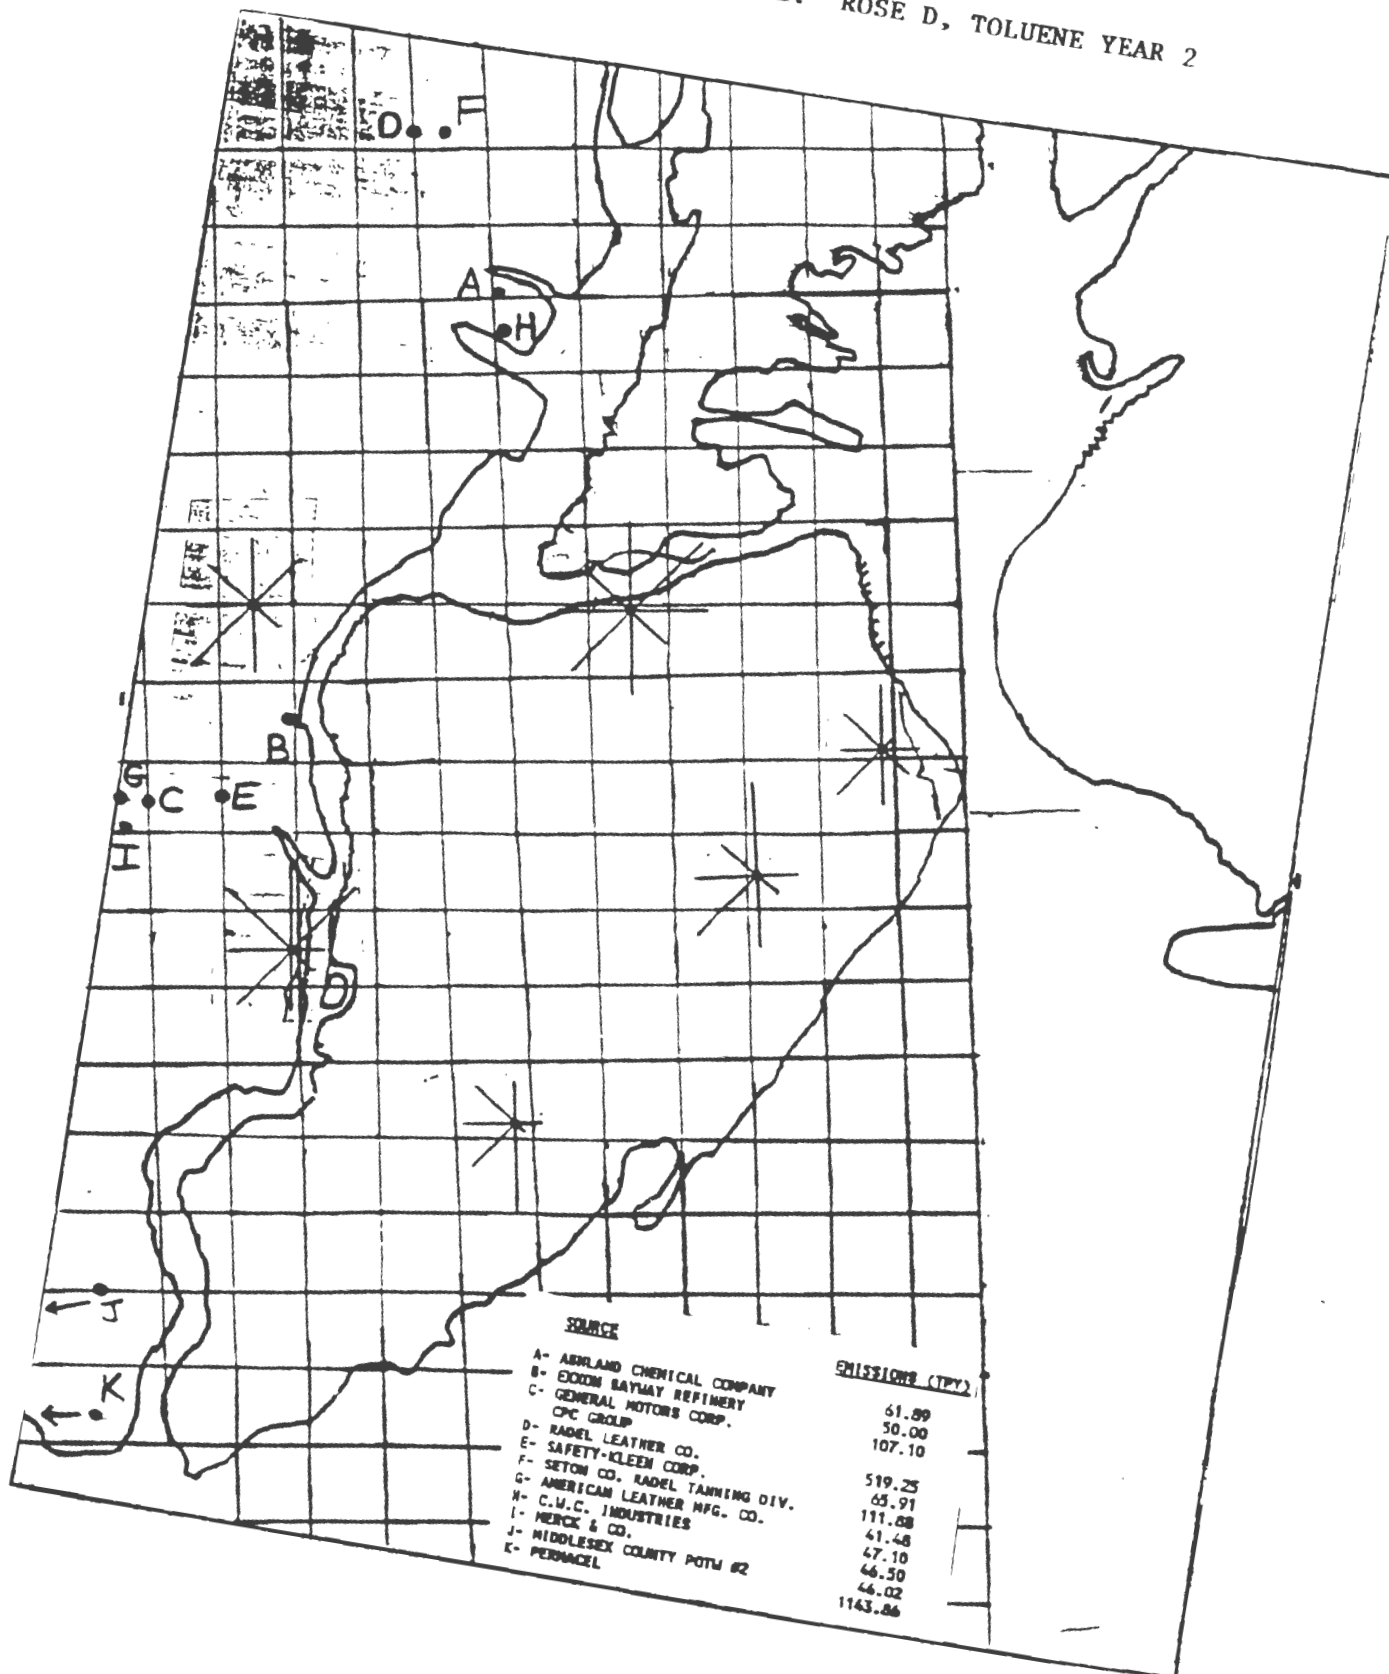 ROSE D, TOLUENE YEAR 2
D F
A
H
B
G
C E
I
J
K
SOURCE EMISSIONS (TPY)
A- ASHLAND CHEMICAL COMPANY 61.89
B- EXXON BAYWAY REFINERY 50.00
C- GENERAL MOTORS CORP. 107.10
CPC GROUP
D- RADEL LEATHER CO. 519.25
E- SAFETY-KLEEN CORP. 65.91
F- SETON CO. RADEL TANNING DIV. 111.88
G- AMERICAN LEATHER MFG. CO. 41.48
H- C.W.C. INDUSTRIES 47.10
I- MERCK & CO. 46.50
J- MIDDLESEX COUNTY POTW #2 46.02
K- PERMACEL 1143.86